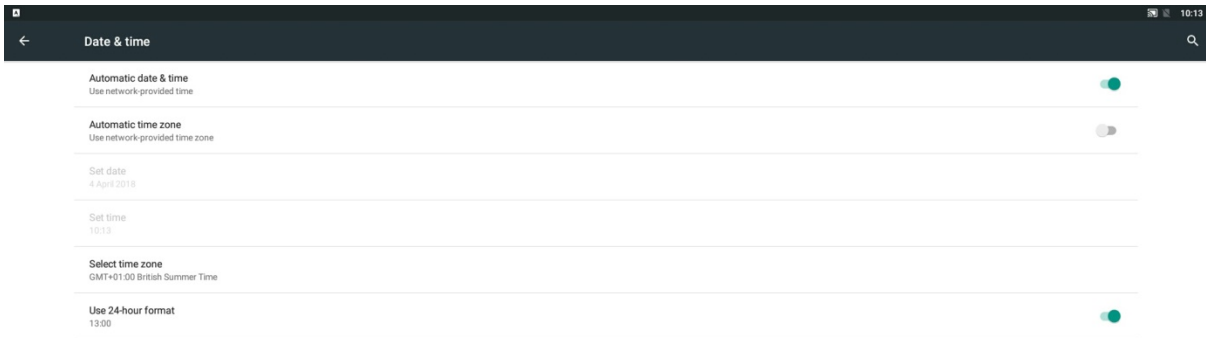 10:13
Date & time
Automatic date & time
Use network-provided time
Automatic time zone
Use network-provided time zone
Set date
4 April 2018
Set time
10:13
Select time zone
GMT+01:00 British Summer Time
Use 24-hour format
13:00